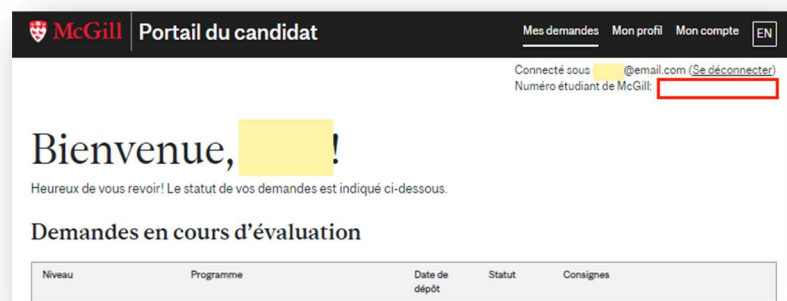 McGill Portail du candidat Mes demandes Mon profil Mon compte EN
Connecté sous @email.com (Se déconnecter)
Numéro étudiant de McGill:
Bienvenue, !
Heureux de vous revoir! Le statut de vos demandes est indiqué ci-dessous.
Demandes en cours d'évaluation
Niveau Programme Date de dépôt Statut Consignes